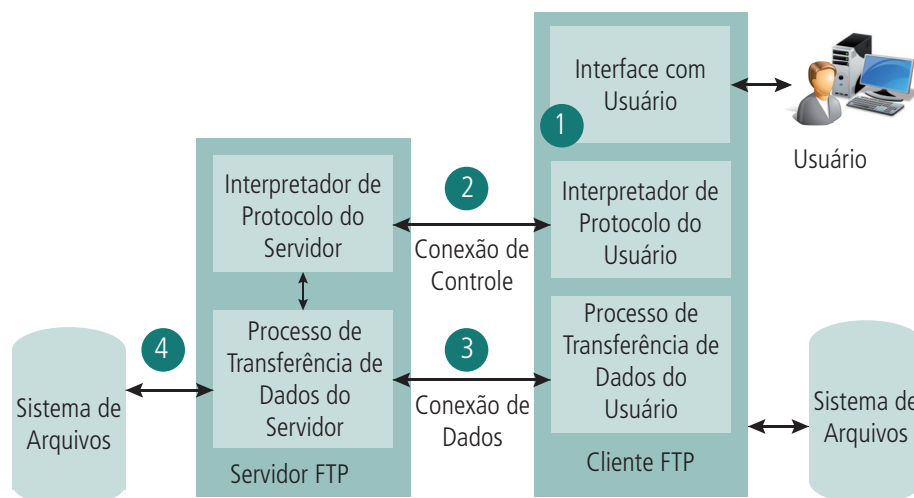 Interface com
Usuário
1
Usuário
Interpretador de
Protocolo do
Servidor
2
Conexão de
Controle
Interpretador de
Protocolo do
Usuário
4
Sistema de
Arquivos
Processo de
Transferência de
Dados do
Servidor
3
Conexão de
Dados
Processo de
Transferência de
Dados do
Usuário
Sistema de
Arquivos
Servidor FTP
Cliente FTP